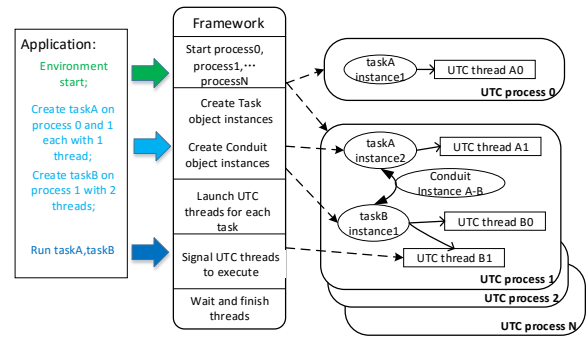 Application:
Environment
start;
Create taskA on
process 0 and 1
each with 1
thread;
Create taskB on
process 1 with 2
threads;
Run taskA,taskB
Framework
Start process0,
process1,…
processN
Create Task
object instances
Create Conduit
object instances
Launch UTC
threads for each
task
Signal UTC threads
to execute
Wait and finish
threads
taskA
instance1
UTC thread A0
UTC process 0
taskA
instance2
UTC thread A1
Conduit
Instance A-B
taskB
instance1
UTC thread B0
UTC thread B1
UTC process 1
UTC process 2
UTC process N